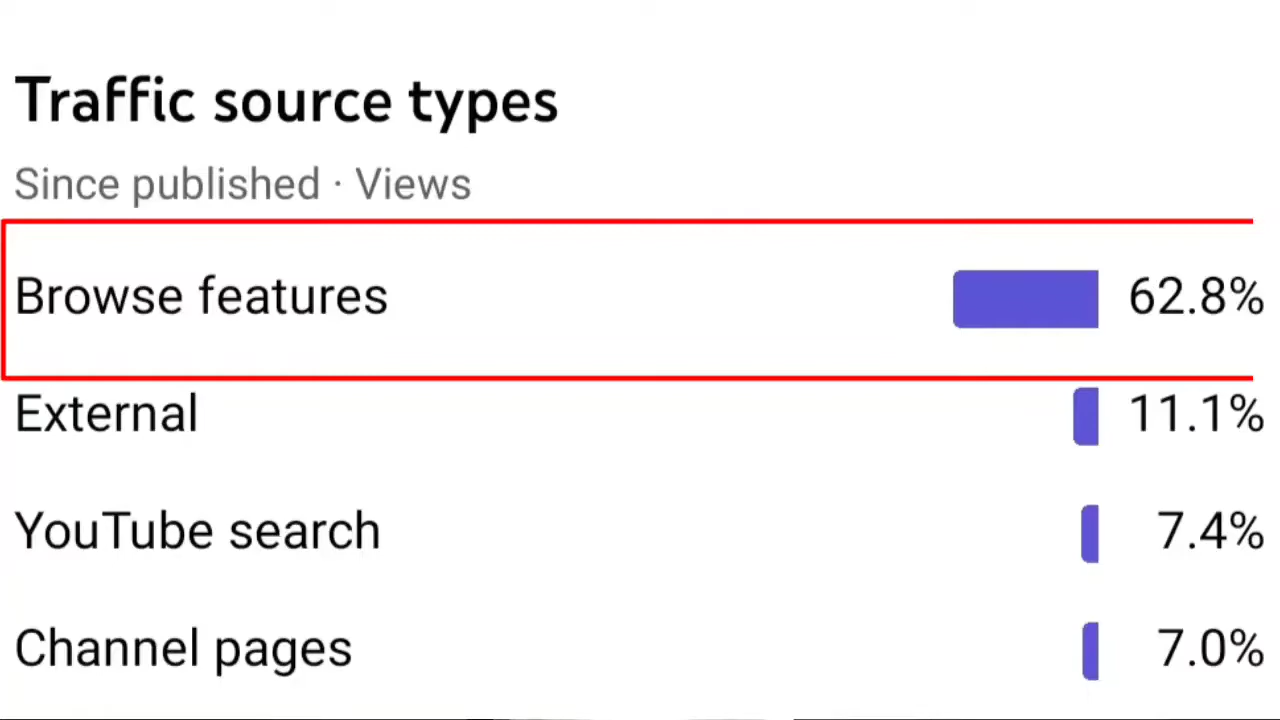 Traffic source types
Since published · Views
Browse features 62.8%
External 11.1%
YouTube search 7.4%
Channel pages 7.0%